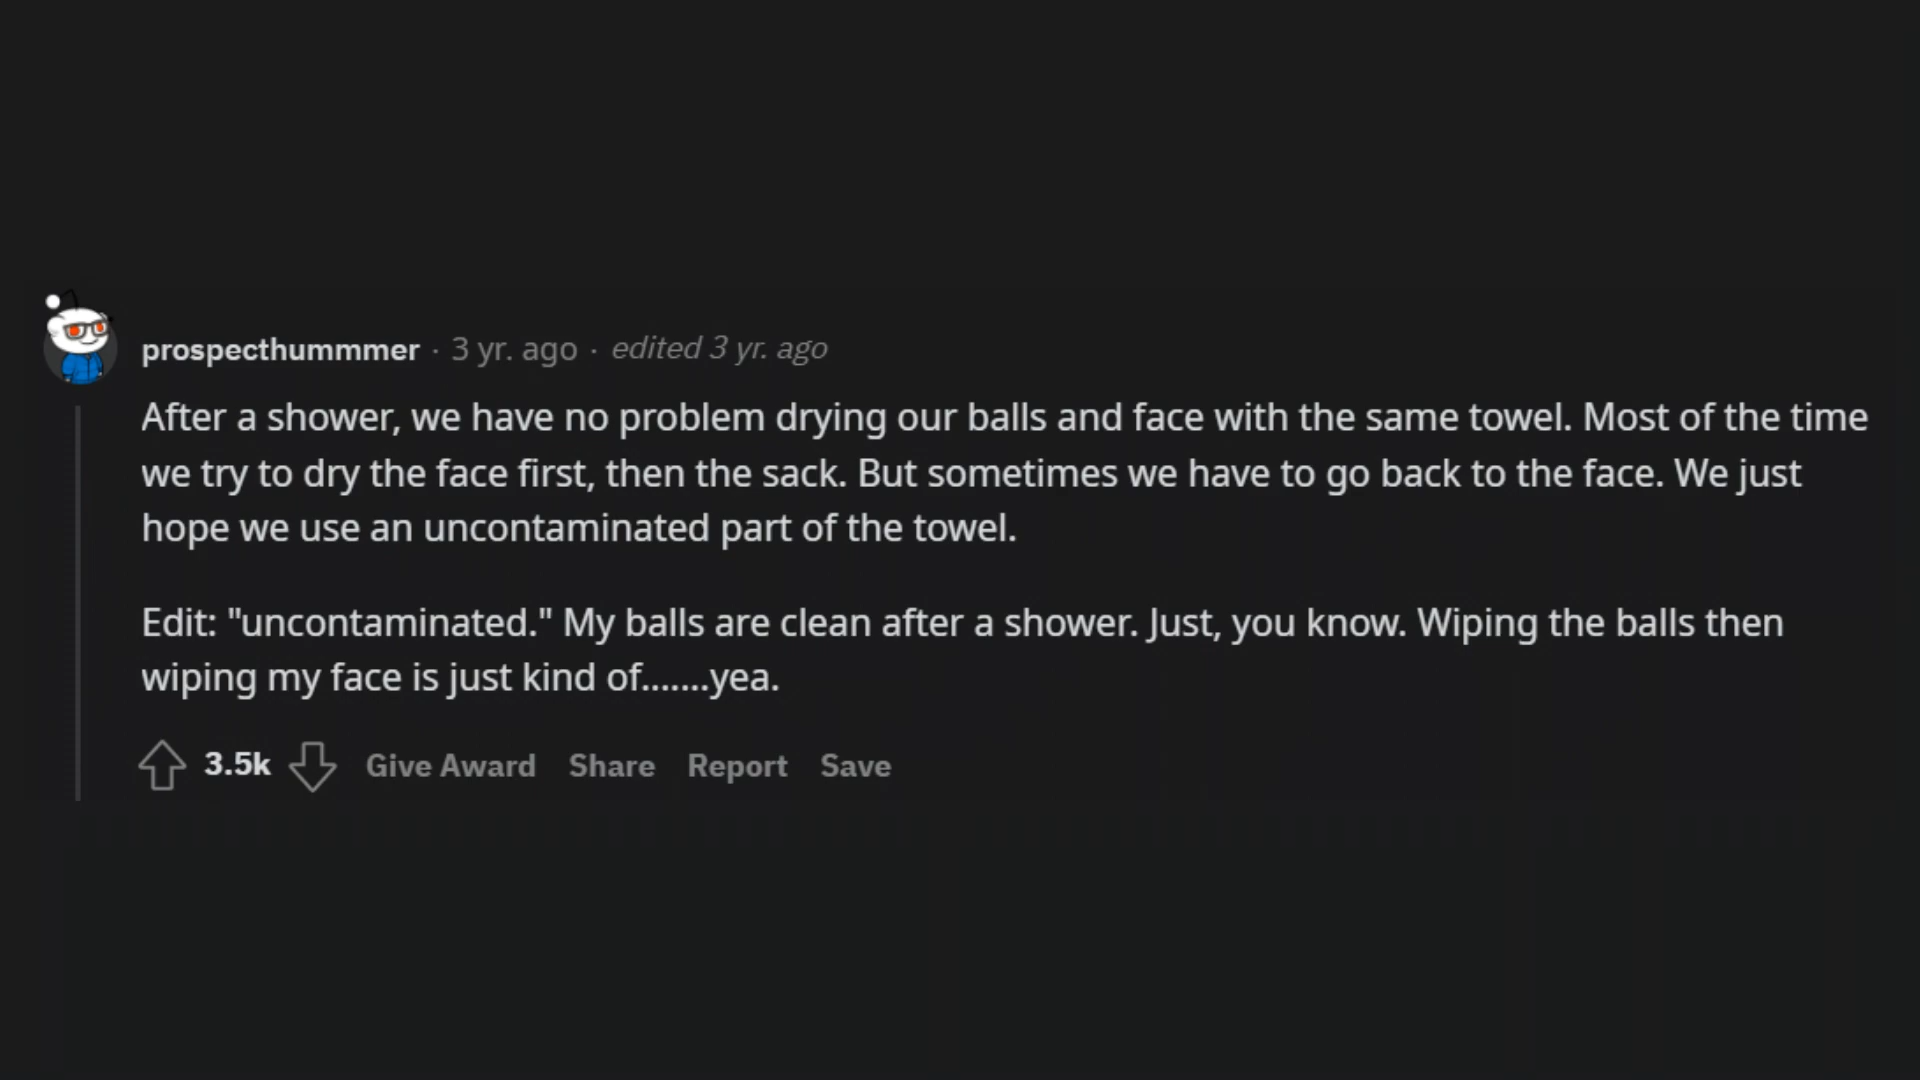 prospecthummmer · 3 yr. ago · edited 3 yr. ago
After a shower, we have no problem drying our balls and face with the same towel. Most of the time
we try to dry the face first, then the sack. But sometimes we have to go back to the face. We just
hope we use an uncontaminated part of the towel.
Edit: "uncontaminated." My balls are clean after a shower. Just, you know. Wiping the balls then
wiping my face is just kind of.......yea.
3.5k Give Award Share Report Save